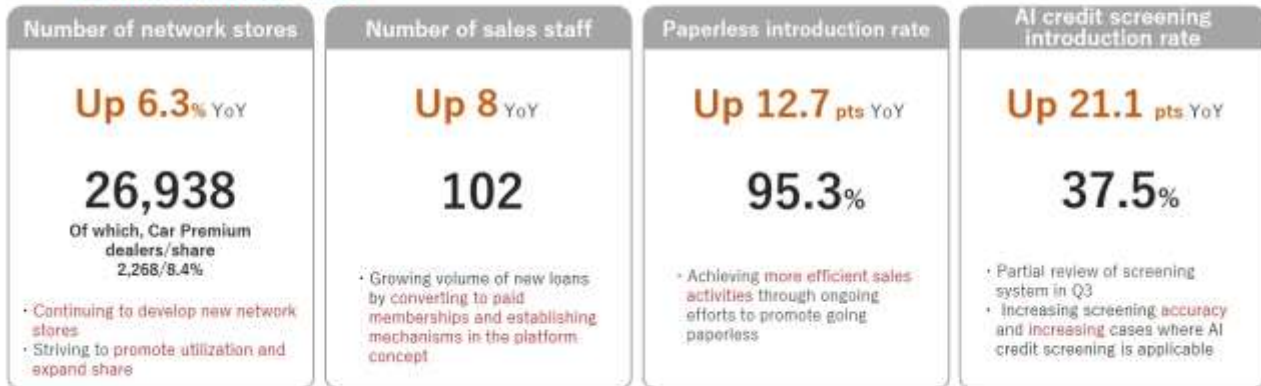 Number of network stores
Up 6.3% YoY
26,938
Of which, Car Premium
dealers/share
2,268/8.4%
・Continuing to develop new network
stores
・Striving to promote utilization and
expand share
Number of sales staff
Up 8 YoY
102
・Growing volume of new loans
by converting to paid
memberships and establishing
mechanisms in the platform
concept
Paperless introduction rate
Up 12.7 pts YoY
95.3%
・Achieving more efficient sales
activities through ongoing
efforts to promote going
paperless
AI credit screening
introduction rate
Up 21.1 pts YoY
37.5%
・Partial review of screening
system in Q3
・Increasing screening accuracy
and increasing cases where AI
credit screening is applicable